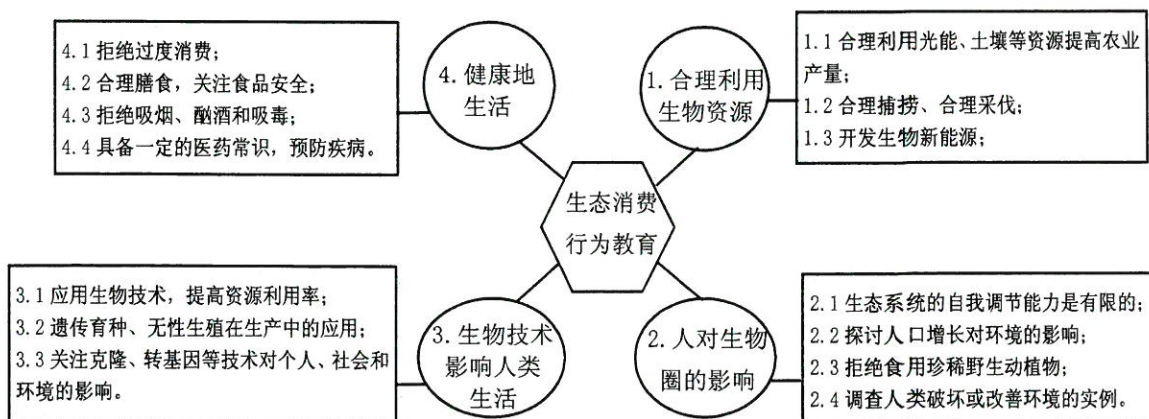 4.1 拒绝过度消费;
4.2 合理膳食，关注食品安全;
4.3 拒绝吸烟、酗酒和吸毒;
4.4 具备一定的医药常识，预防疾病。
4. 健康地
生活
1. 合理利用
生物资源
1.1 合理利用光能、土壤等资源提高农业
产量;
1.2 合理捕捞、合理采伐;
1.3 开发生物新能源;
生态消费
行为教育
3.1 应用生物技术，提高资源利用率;
3.2 遗传育种、无性生殖在生产中的应用;
3.3 关注克隆、转基因等技术对个人、社会和
环境的影响。
3. 生物技术
影响人类
生活
2. 人对生物
圈的影响
2.1 生态系统的自我调节能力是有限的;
2.2 探讨人口增长对环境的影响;
2.3 拒绝食用珍稀野生动植物;
2.4 调查人类破坏或改善环境的实例。